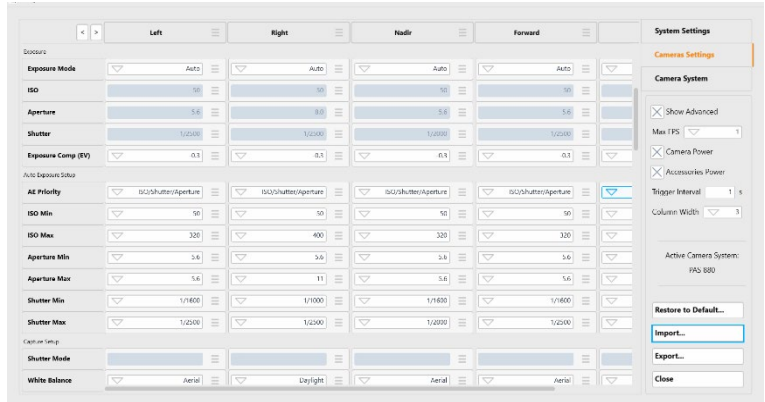 < > Left Right Nadir Forward
Exposure
Exposure Mode Auto Auto Auto Auto
ISO 50 50 50 50
Aperture 5.6 8.0 5.6 5.6
Shutter 1/2500 1/2500 1/2000 1/2500
Exposure Comp (EV) 0.3 0.3 0.3
Auto Exposure Setup
AE Priority ISO/Shutter/Aperture ISO/Shutter/Aperture ISO/Shutter/Aperture ISO/Shutter/Aperture
ISO Min 50 50 50 50
ISO Max 320 400 320 320
Aperture Min 5.6 5.6 5.6 5.6
Aperture Max 5.6 11 5.6 5.6
Shutter Min 1/1600 1/1000 1/1600 1/1600
Shutter Max 1/2500 1/2500 1/2000 1/2500
Capture Setup
Shutter Mode
White Balance Aerial Daylight Aerial Aerial
System Settings
Cameras Settings
Camera System
Show Advanced
Max FPS 1
Camera Power
Accessories Power
Trigger Interval 1 s
Column Width 3
Active Camera System:
PAS 880
Restore to Default...
Import...
Export...
Close